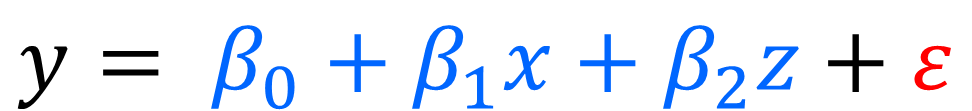 y = β₀ + β₁x + β₂z + ε